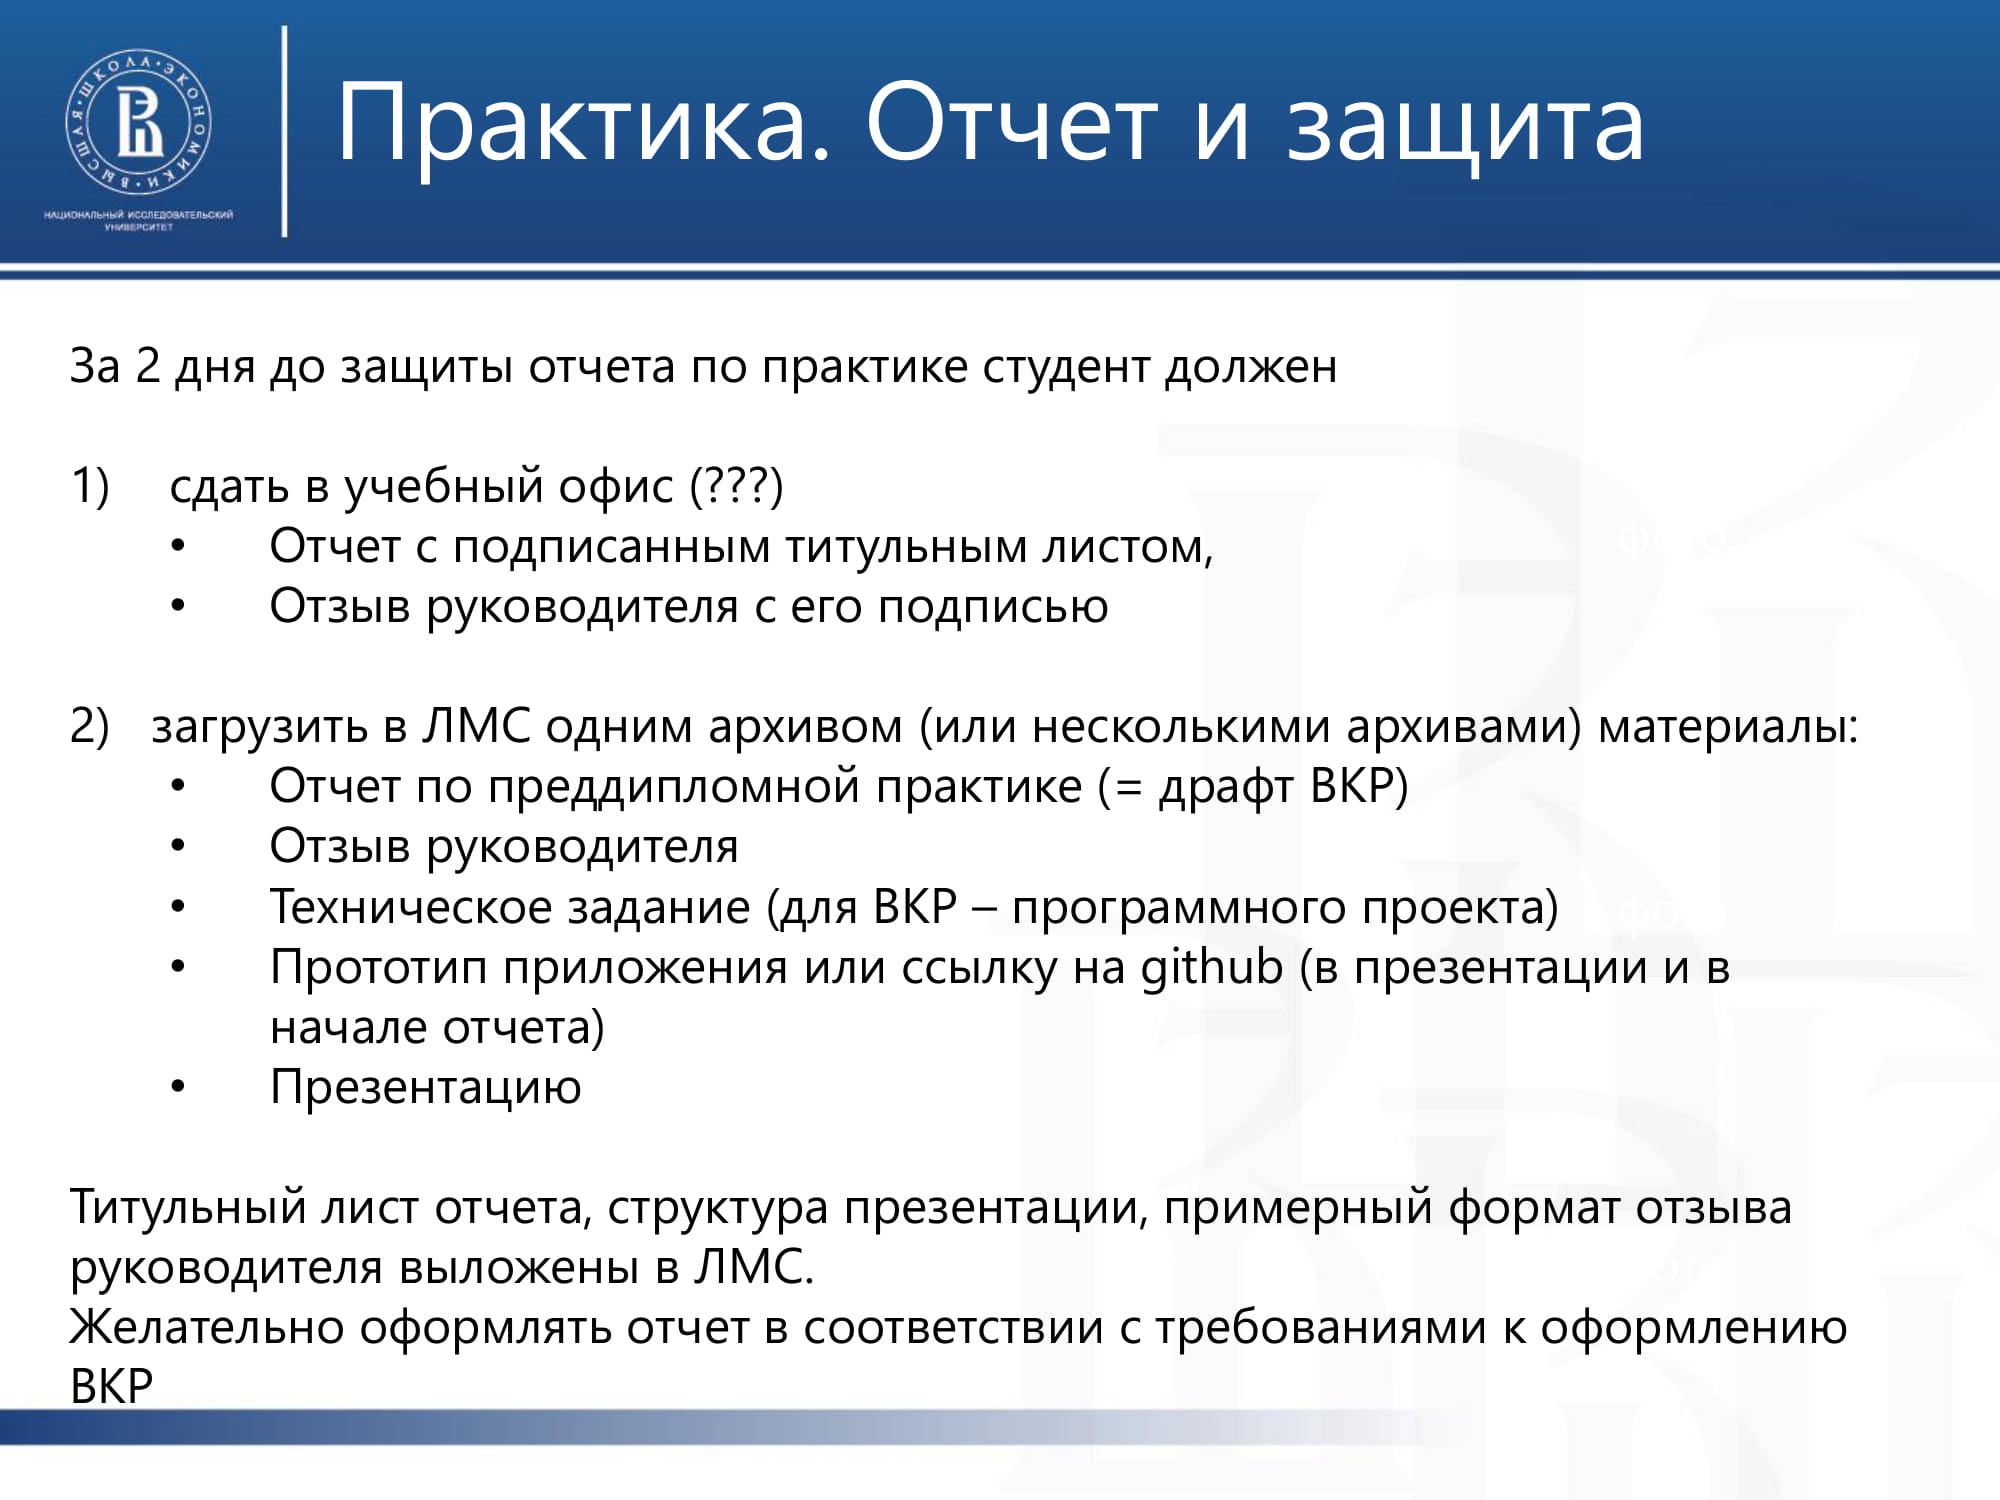 ВЫСШАЯ ШКОЛА ЭКОНОМИКИ
НАЦИОНАЛЬНЫЙ ИССЛЕДОВАТЕЛЬСКИЙ
УНИВЕРСИТЕТ
Практика. Отчет и защита
За 2 дня до защиты отчета по практике студент должен
1) сдать в учебный офис (???)
• Отчет с подписанным титульным листом,
• Отзыв руководителя с его подписью
фото
2) загрузить в ЛМС одним архивом (или несколькими архивами) материалы:
• Отчет по преддипломной практике (= драфт ВКР)
• Отзыв руководителя
• Техническое задание (для ВКР – программного проекта)
фото
• Прототип приложения или ссылку на github (в презентации и в
начале отчета)
• Презентацию
Титульный лист отчета, структура презентации, примерный формат отзыва
руководителя выложены в ЛМС.
Желательно оформлять отчет в соответствии с требованиями к оформлению
ВКР